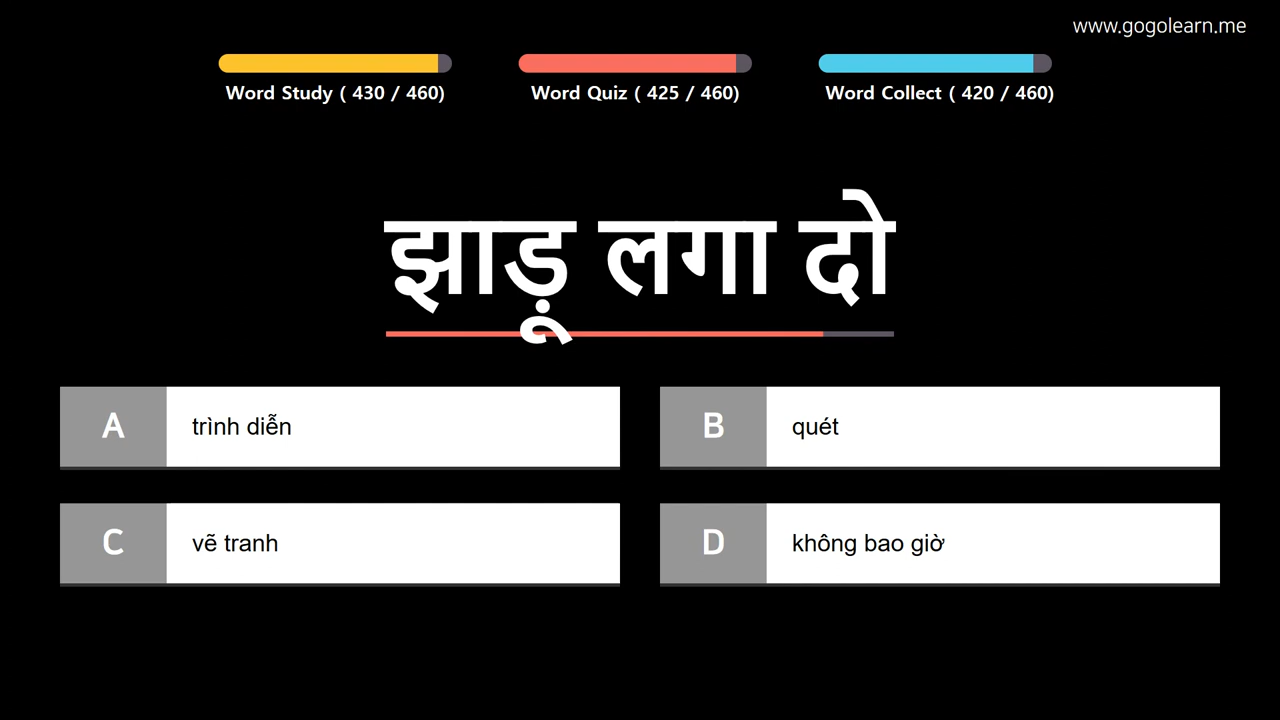 www.gogolearn.me
Word Study ( 430 / 460)
Word Quiz ( 425 / 460)
Word Collect ( 420 / 460)
झाड़ू लगा दो
A trình diễn
B quét
C vẽ tranh
D không bao giờ